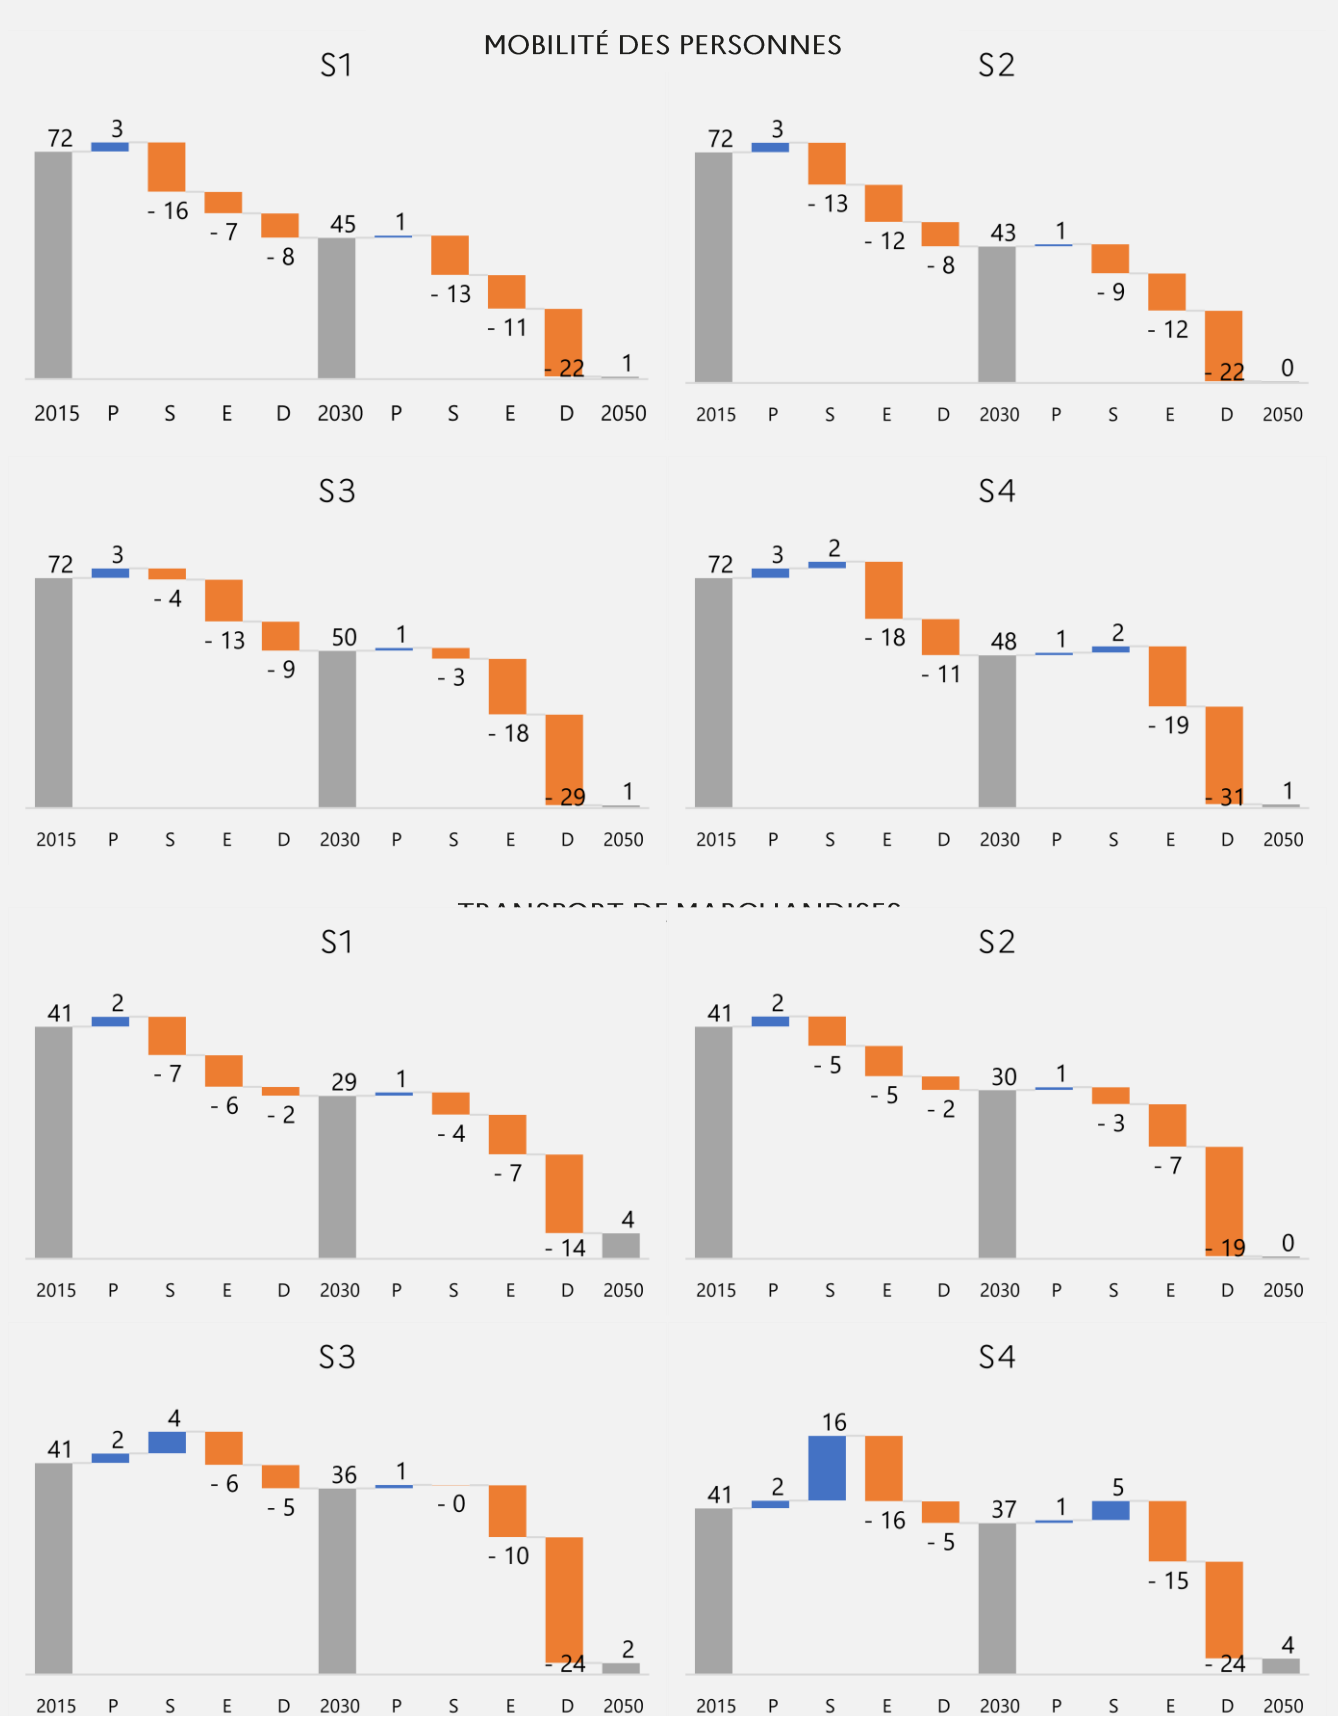 MOBILITÉ DES PERSONNES
S1
72 3 - 16 - 7 - 8 45 1 - 13 - 11 - 22 1
2015 P S E D 2030 P S E D 2050
S2
72 3 - 13 - 12 - 8 43 1 - 9 - 12 - 22 0
2015 P S E D 2030 P S E D 2050
S3
72 3 - 4 - 13 - 9 50 1 - 3 - 18 - 29 1
2015 P S E D 2030 P S E D 2050
S4
72 3 2 - 18 - 11 48 1 2 - 19 - 31 1
2015 P S E D 2030 P S E D 2050
TRANSPORT DE MARCHANDISES
S1
41 2 - 7 - 6 - 2 29 1 - 4 - 7 - 14 4
2015 P S E D 2030 P S E D 2050
S2
41 2 - 5 - 5 - 2 30 1 - 3 - 7 - 19 0
2015 P S E D 2030 P S E D 2050
S3
41 2 4 - 6 - 5 36 1 - 0 - 10 - 24 2
2015 P S E D 2030 P S E D 2050
S4
41 2 16 - 16 - 5 37 1 5 - 15 - 24 4
2015 P S E D 2030 P S E D 2050